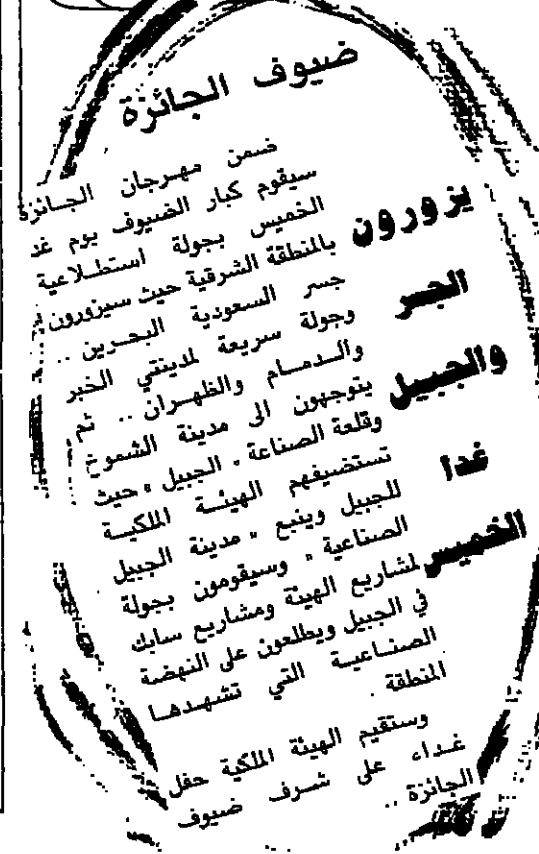 ضيوف الجائزة
يزورون
الجسر
والجبيل
غدا
الخميس
ضمن مهرجان الجائزة
سيقوم كبار الضيوف يوم غد
الخميس بجولة استطلاعية
بالمنطقة الشرقية حيث سيزورون
جسر السعودية البحرين ..
وجولة سريعة لمدينتي الخبر
والدمام والظهران .. ثم
يتوجهون الى مدينة الشموخ
وقلعة الصناعة " الجبيل " حيث
تستضيفهم الهيئة الملكية
للجبيل وينبع " مدينة الجبيل
الصناعية " وسيقومون بجولة
لمشاريع الهيئة ومشاريع سابك
في الجبيل ويطلعون على النهضة
الصناعية التي تشهدها
المنطقة .
وستقيم الهيئة الملكية حفل
غداء على شرف ضيوف
الجائزة ..